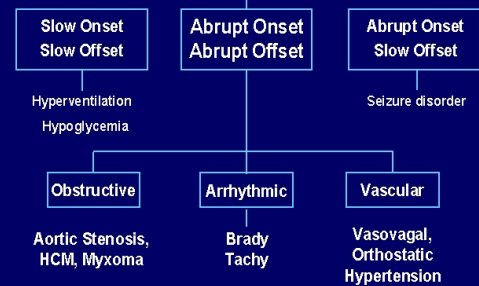 Slow Onset
Slow Offset
Abrupt Onset
Abrupt Offset
Abrupt Onset
Slow Offset
Hyperventilation
Hypoglycemia
Seizure disorder
Obstructive
Arrhythmic
Vascular
Aortic Stenosis,
HCM, Myxoma
Brady
Tachy
Vasovagal,
Orthostatic
Hypertension